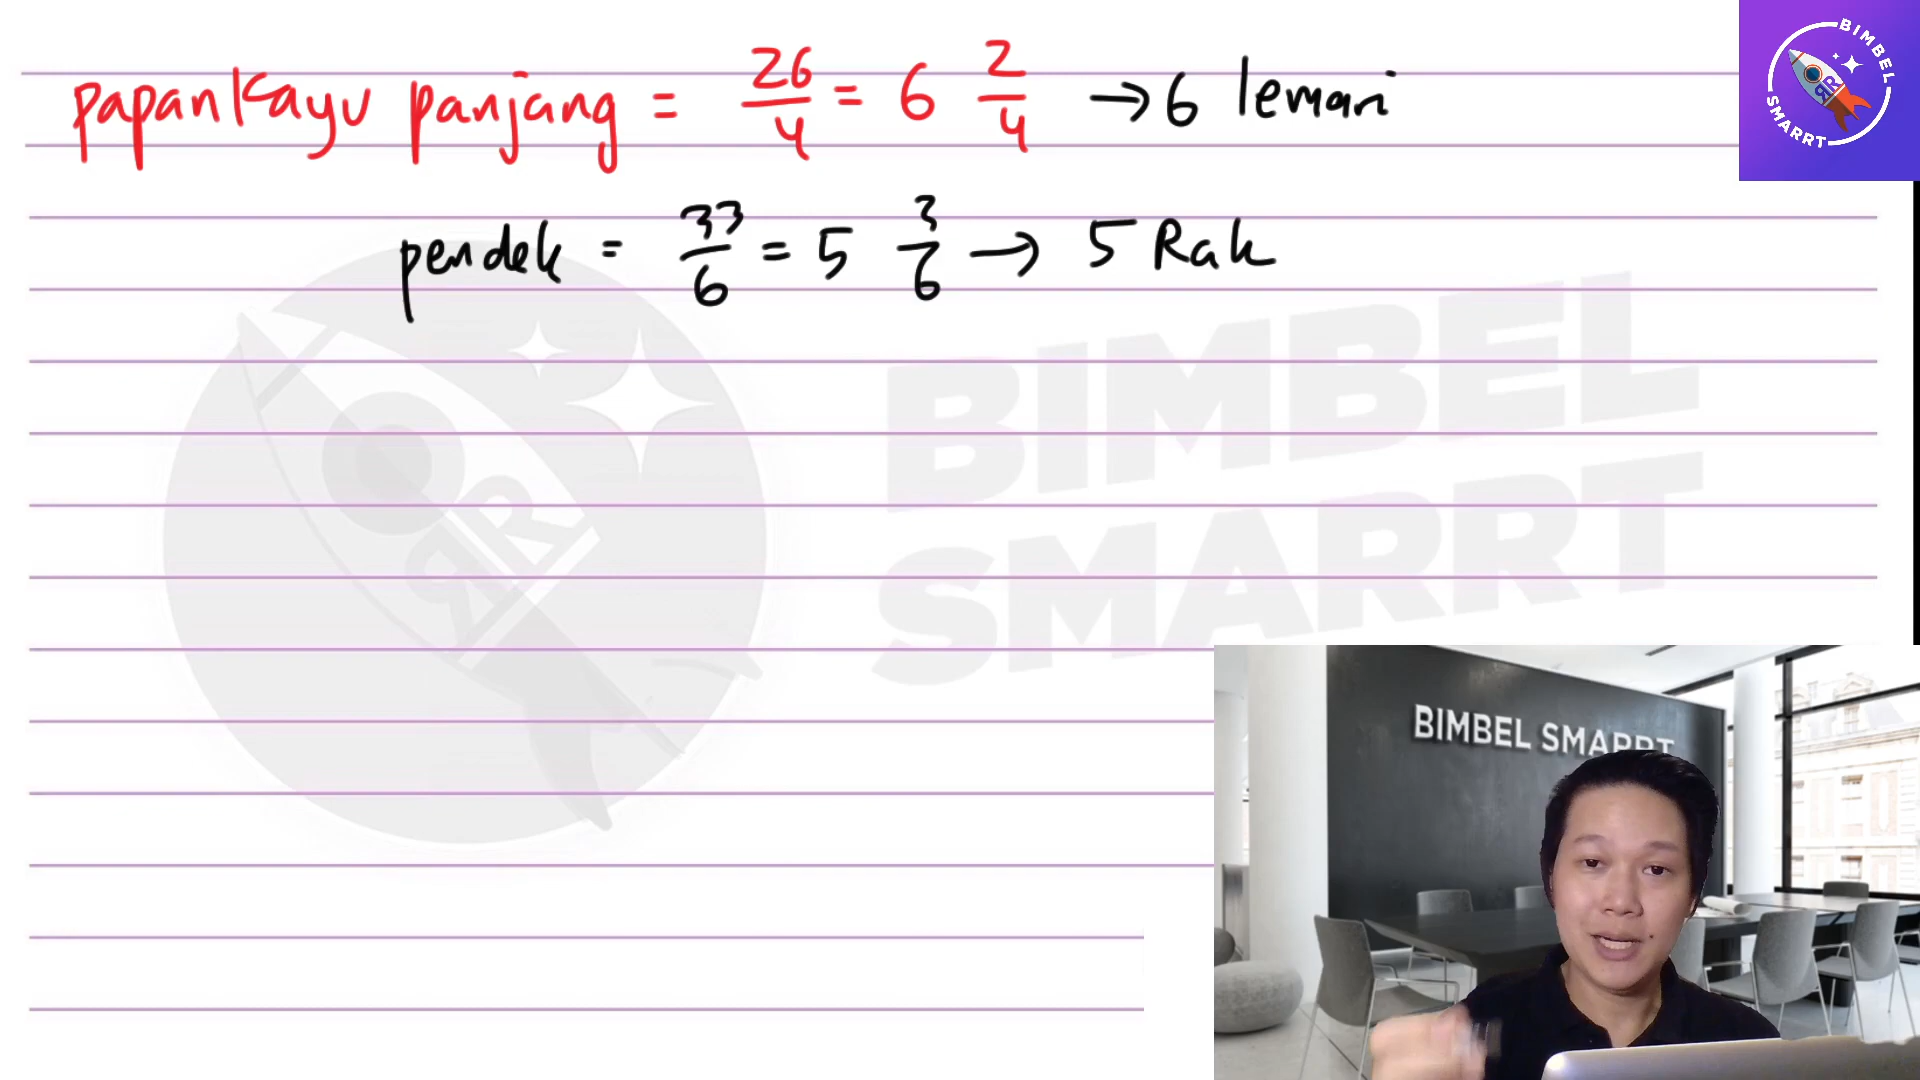 papan Kayu panjang = 26/4 = 6 2/4 → 6 lemari
pendek = 33/6 = 5 3/6 → 5 Rak
BIMBEL
SMARRT
BIMBEL
SMARRT
RR
BIMBEL SMARRT